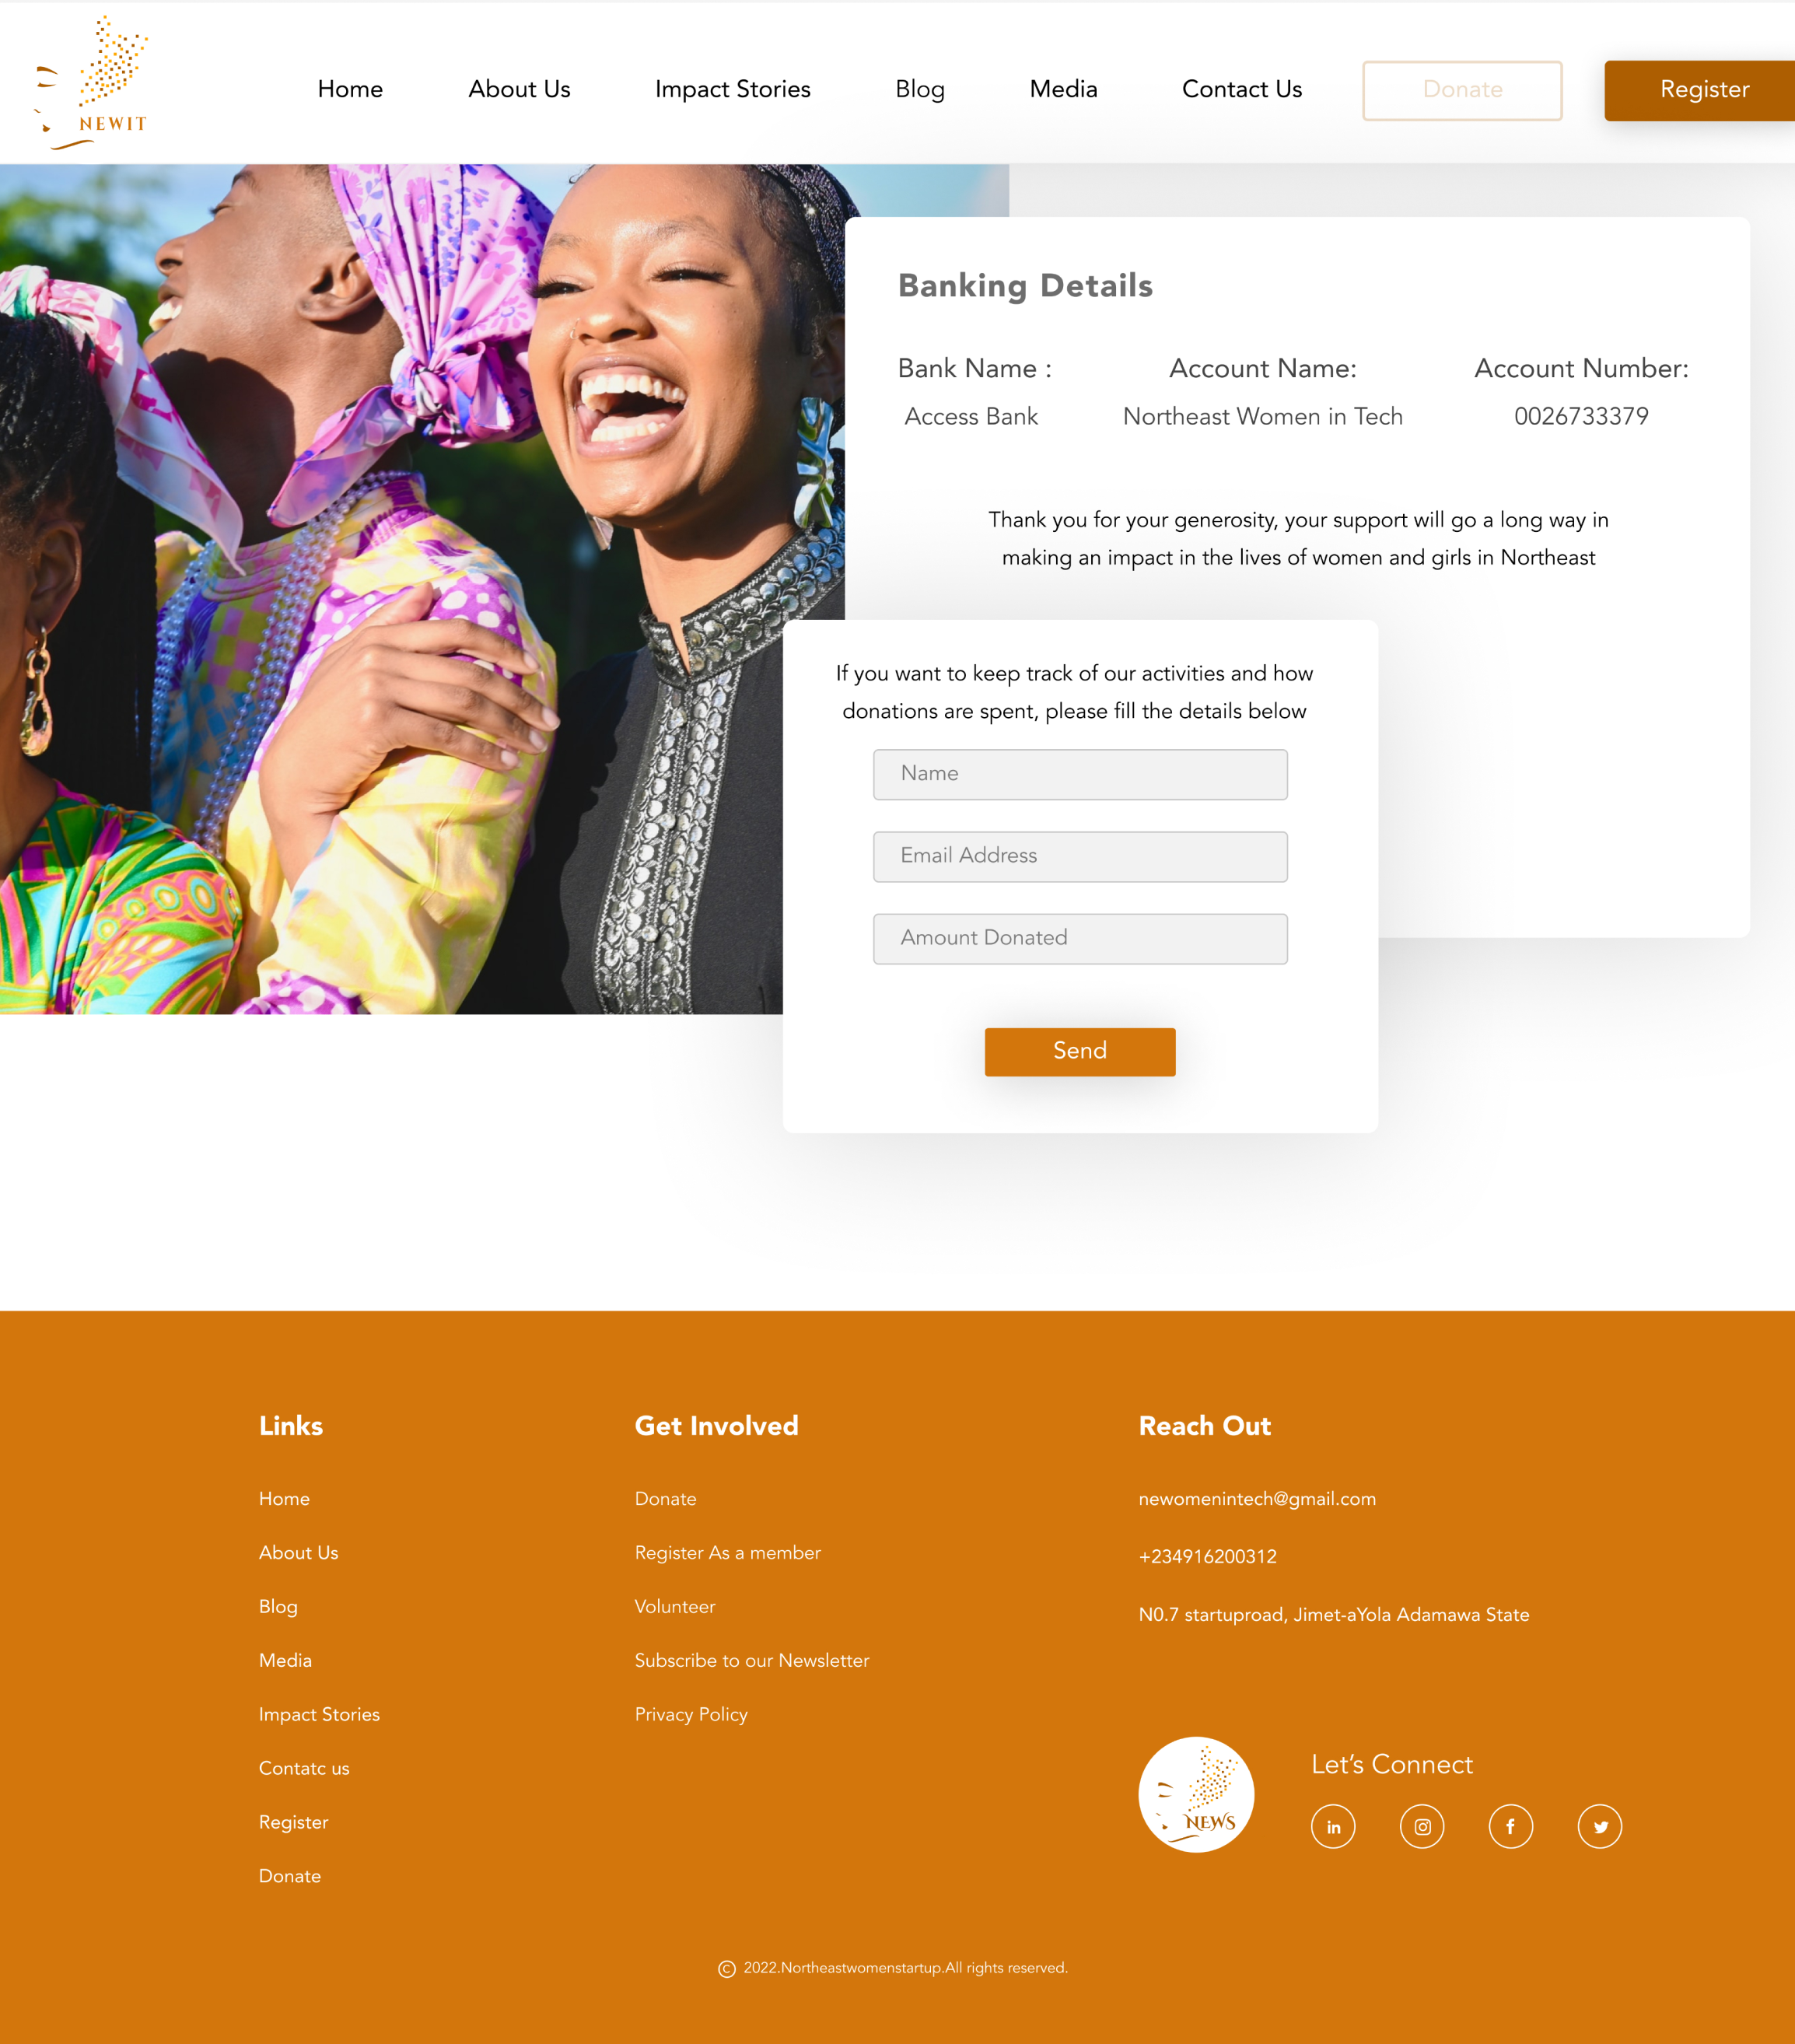 NEWIT
Home
About Us
Impact Stories
Blog
Media
Contact Us
Donate
Register
Banking Details
Bank Name :
Account Name:
Account Number:
Access Bank
Northeast Women in Tech
0026733379
Thank you for your generosity, your support will go a long way in
making an impact in the lives of women and girls in Northeast
If you want to keep track of our activities and how
donations are spent, please fill the details below
Name
Email Address
Amount Donated
Send
Links
Home
About Us
Blog
Media
Impact Stories
Contatc us
Register
Donate
Get Involved
Donate
Register As a member
Volunteer
Subscribe to our Newsletter
Privacy Policy
Reach Out
newomenintech@gmail.com
+234916200312
N0.7 startuproad, Jimet-aYola Adamawa State
NEWS
Let’s Connect
in
f
© 2022.Northeastwomenstartup.All rights reserved.